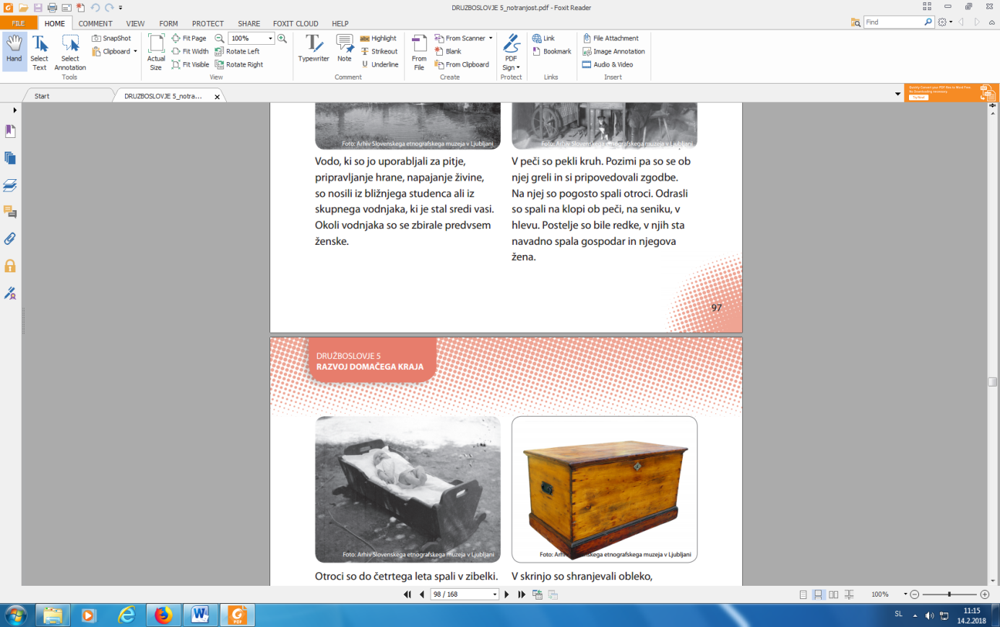 DRUZBOSLOVJE 5_notranjost.pdf - Foxit Reader
FILE HOME COMMENT VIEW FORM PROTECT SHARE FOXIT CLOUD HELP
Find
Hand
Select Text
Select Annotation
SnapShot
Clipboard
Tools
Actual Size
Fit Page
Fit Width
Fit Visible
100%
Rotate Left
Rotate Right
View
Typewriter
Note
Highlight
Strikeout
Underline
Comment
From File
From Scanner
Blank
From Clipboard
Create
PDF Sign
Protect
Link
Bookmark
Links
File Attachment
Image Annotation
Audio & Video
Insert
Start
DRUZBOSLOVJE 5_notra...
Try Now!
Foto: Arhiv Slovenskega etnografskega muzeja v Ljubljani
Vodo, ki so jo uporabljali za pitje,
pripravljanje hrane, napajanje živine,
so nosili iz bližnjega studenca ali iz
skupnega vodnjaka, ki je stal sredi vasi.
Okoli vodnjaka so se zbirale predvsem
ženske.
Foto: Arhiv Slovenskega etnografskega muzeja v Ljubljani
V peči so pekli kruh. Pozimi pa so se ob
njej greli in si pripovedovali zgodbe.
Na njej so pogosto spali otroci. Odrasli
so spali na klopi ob peči, na seniku, v
hlevu. Postelje so bile redke, v njih sta
navadno spala gospodar in njegova
žena.
97
DRUŽBOSLOVJE 5
RAZVOJ DOMAČEGA KRAJA
Foto: Arhiv Slovenskega etnografskega muzeja v Ljubljani
Otroci so do četrtega leta spali v zibelki.
Foto: etnografskega muzeja v Ljubljani
V skrinjo so shranjevali obleko,
98 / 168
100%
SL
11:15
14.2.2018